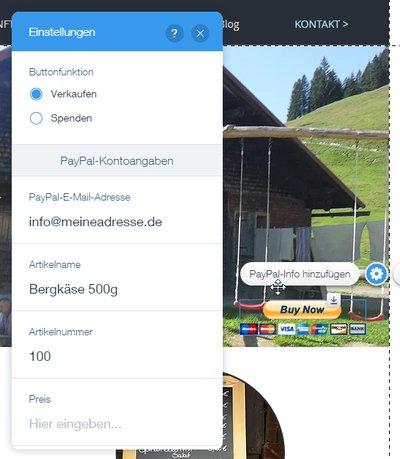 Einstellungen
?
Blog
KONTAKT >
Buttonfunktion
Verkaufen
Spenden
PayPal-Kontoangaben
PayPal-E-Mail-Adresse
info@meineadresse.de
Artikelname
Bergkäse 500g
Artikelnummer
100
Preis
Hier eingeben...
PayPal-Info hinzufügen
Buy Now
VISA
BANK